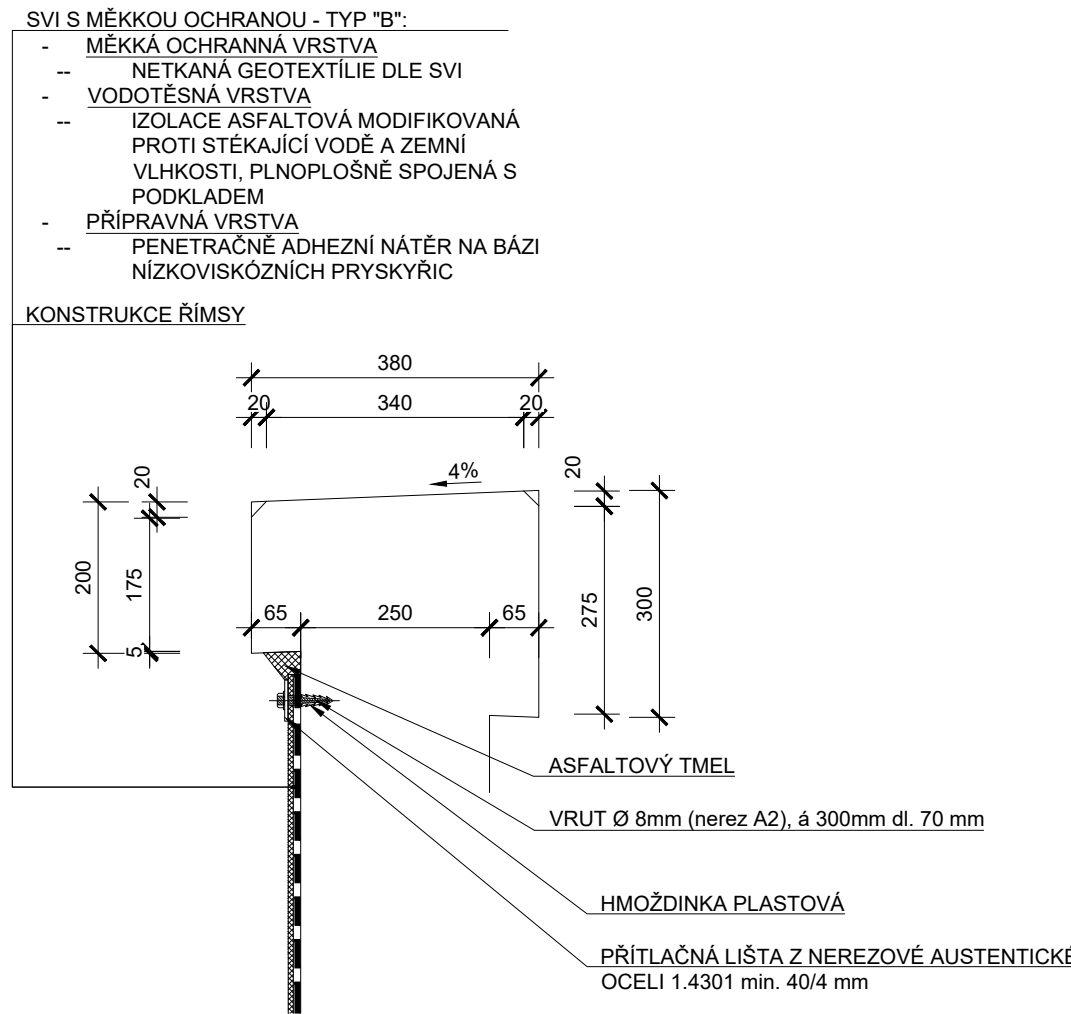 SVI S MĚKKOU OCHRANOU - TYP "B":
- MĚKKÁ OCHRANNÁ VRSTVA
-- NETKANÁ GEOTEXTÍLIE DLE SVI
- VODOTĚSNÁ VRSTVA
-- IZOLACE ASFALTOVÁ MODIFIKOVANÁ
PROTI STÉKAJÍCÍ VODĚ A ZEMNÍ
VLHKOSTI, PLNOPLOŠNĚ SPOJENÁ S
PODKLADEM
- PŘÍPRAVNÁ VRSTVA
-- PENETRAČNĚ ADHEZNÍ NÁTĚR NA BÁZI
NÍZKOVISKÓZNÍCH PRYSKYŘIC
KONSTRUKCE ŘÍMSY
380
20 340 20
20 4% 20
200 175 275 300
65 250 65
5
ASFALTOVÝ TMEL
VRUT Ø 8mm (nerez A2), á 300mm dl. 70 mm
HMOŽDINKA PLASTOVÁ
PŘÍTLAČNÁ LIŠTA Z NEREZOVÉ AUSTENTICKÉ
OCELI 1.4301 min. 40/4 mm